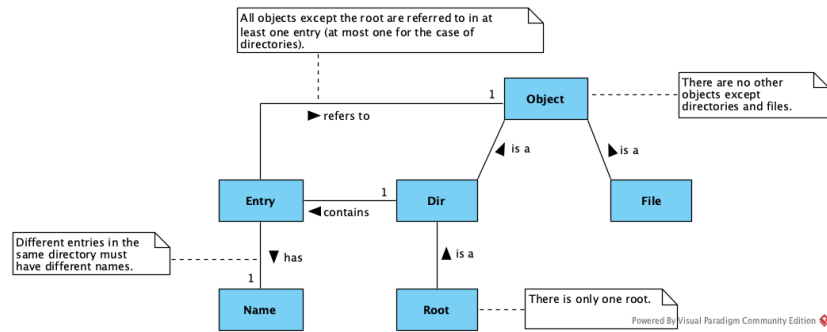 All objects except the root are referred to in at
least one entry (at most one for the case of
directories).
There are no other
objects except
directories and files.
1
Object
refers to
is a
is a
Entry
1
contains
Dir
File
Different entries in the
same directory must
have different names.
has
is a
1
Name
Root
There is only one root.
Powered By Visual Paradigm Community Edition